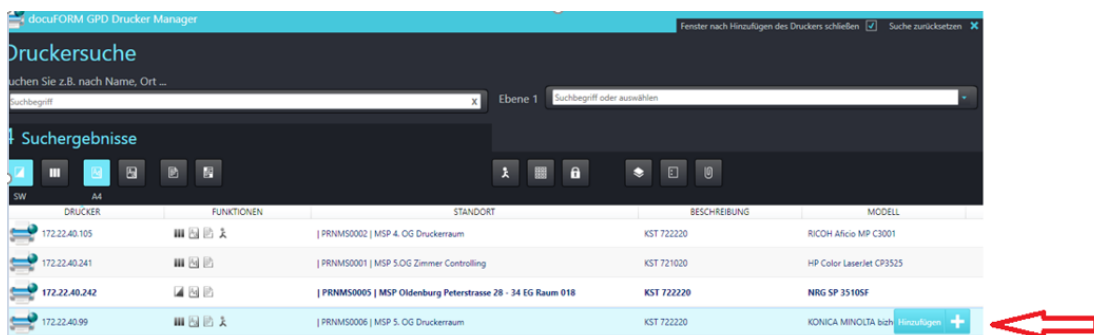 docuFORM GPD Drucker Manager
Fenster nach Hinzufügen des Druckers schließen Suche zurücksetzen
Druckersuche
uchen Sie z.B. nach Name, Ort ...
Suchbegriff X Ebene 1 Suchbegriff oder auswählen
4 Suchergebnisse
SW A4
DRUCKER FUNKTIONEN STANDORT BESCHREIBUNG MODELL
172.22.40.105 | PRNMS0002 | MSP 4. OG Druckerraum KST 722220 RICOH Aficio MP C3001
172.22.40.241 | PRNMS0001 | MSP 5.OG Zimmer Controlling KST 721020 HP Color LaserJet CP3525
172.22.40.242 | PRNMS0005 | MSP Oldenburg Peterstrasse 28 - 34 EG Raum 018 KST 722220 NRG SP 3510SF
172.22.40.99 | PRNMS0006 | MSP 5. OG Druckerraum KST 722220 KONICA MINOLTA bizh Hinzufügen